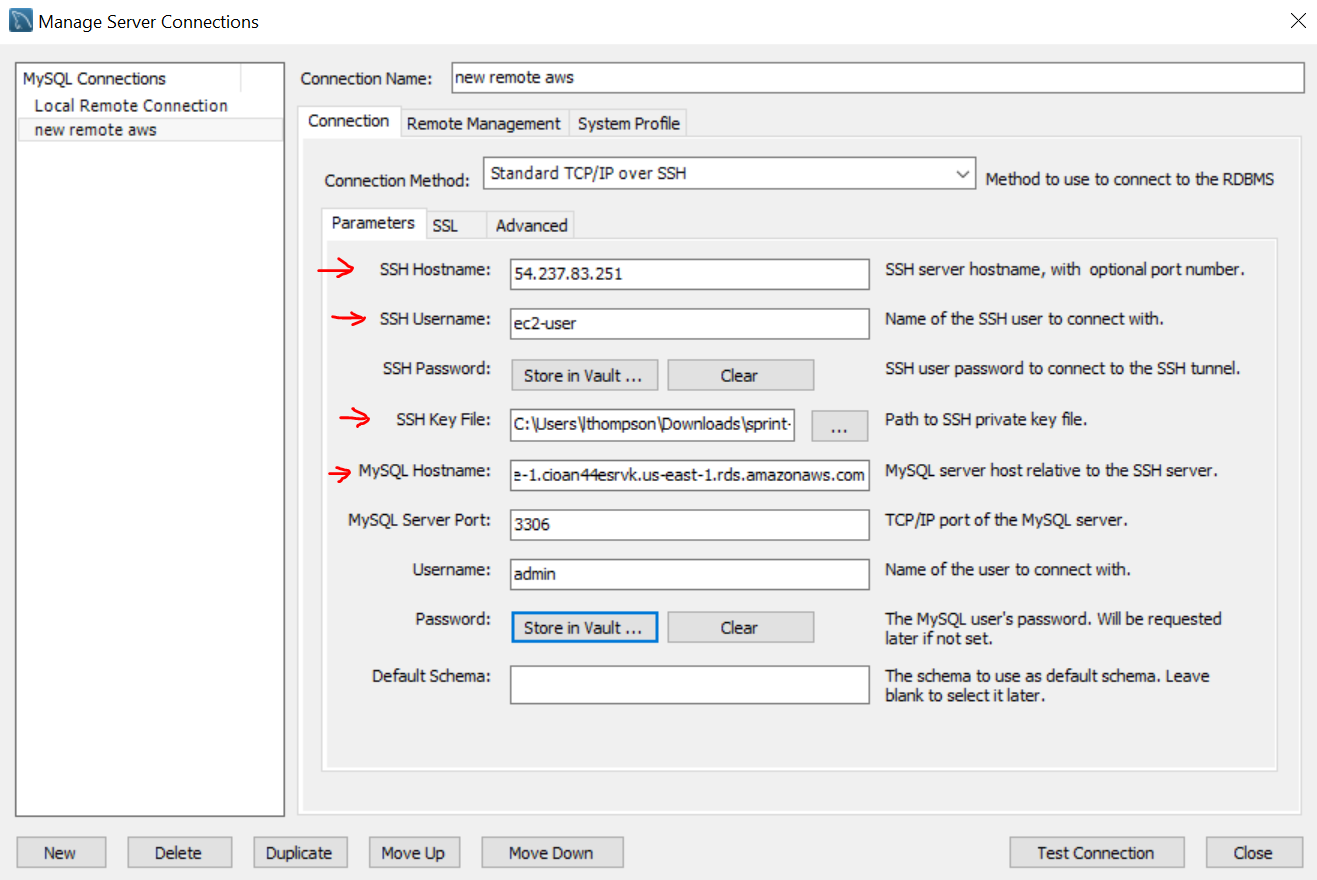 Manage Server Connections
MySQL Connections
Local Remote Connection
new remote aws
Connection Name: new remote aws
Connection Remote Management System Profile
Connection Method: Standard TCP/IP over SSH Method to use to connect to the RDBMS
Parameters SSL Advanced
SSH Hostname: 54.237.83.251 SSH server hostname, with optional port number.
SSH Username: ec2-user Name of the SSH user to connect with.
SSH Password: Store in Vault ... Clear SSH user password to connect to the SSH tunnel.
SSH Key File: C:\Users\lthompson\Downloads\sprint- ... Path to SSH private key file.
MySQL Hostname: e-1.cioan44esrvk.us-east-1.rds.amazonaws.com MySQL server host relative to the SSH server.
MySQL Server Port: 3306 TCP/IP port of the MySQL server.
Username: admin Name of the user to connect with.
Password: Store in Vault ... Clear The MySQL user's password. Will be requested
later if not set.
Default Schema: The schema to use as default schema. Leave
blank to select it later.
New Delete Duplicate Move Up Move Down Test Connection Close